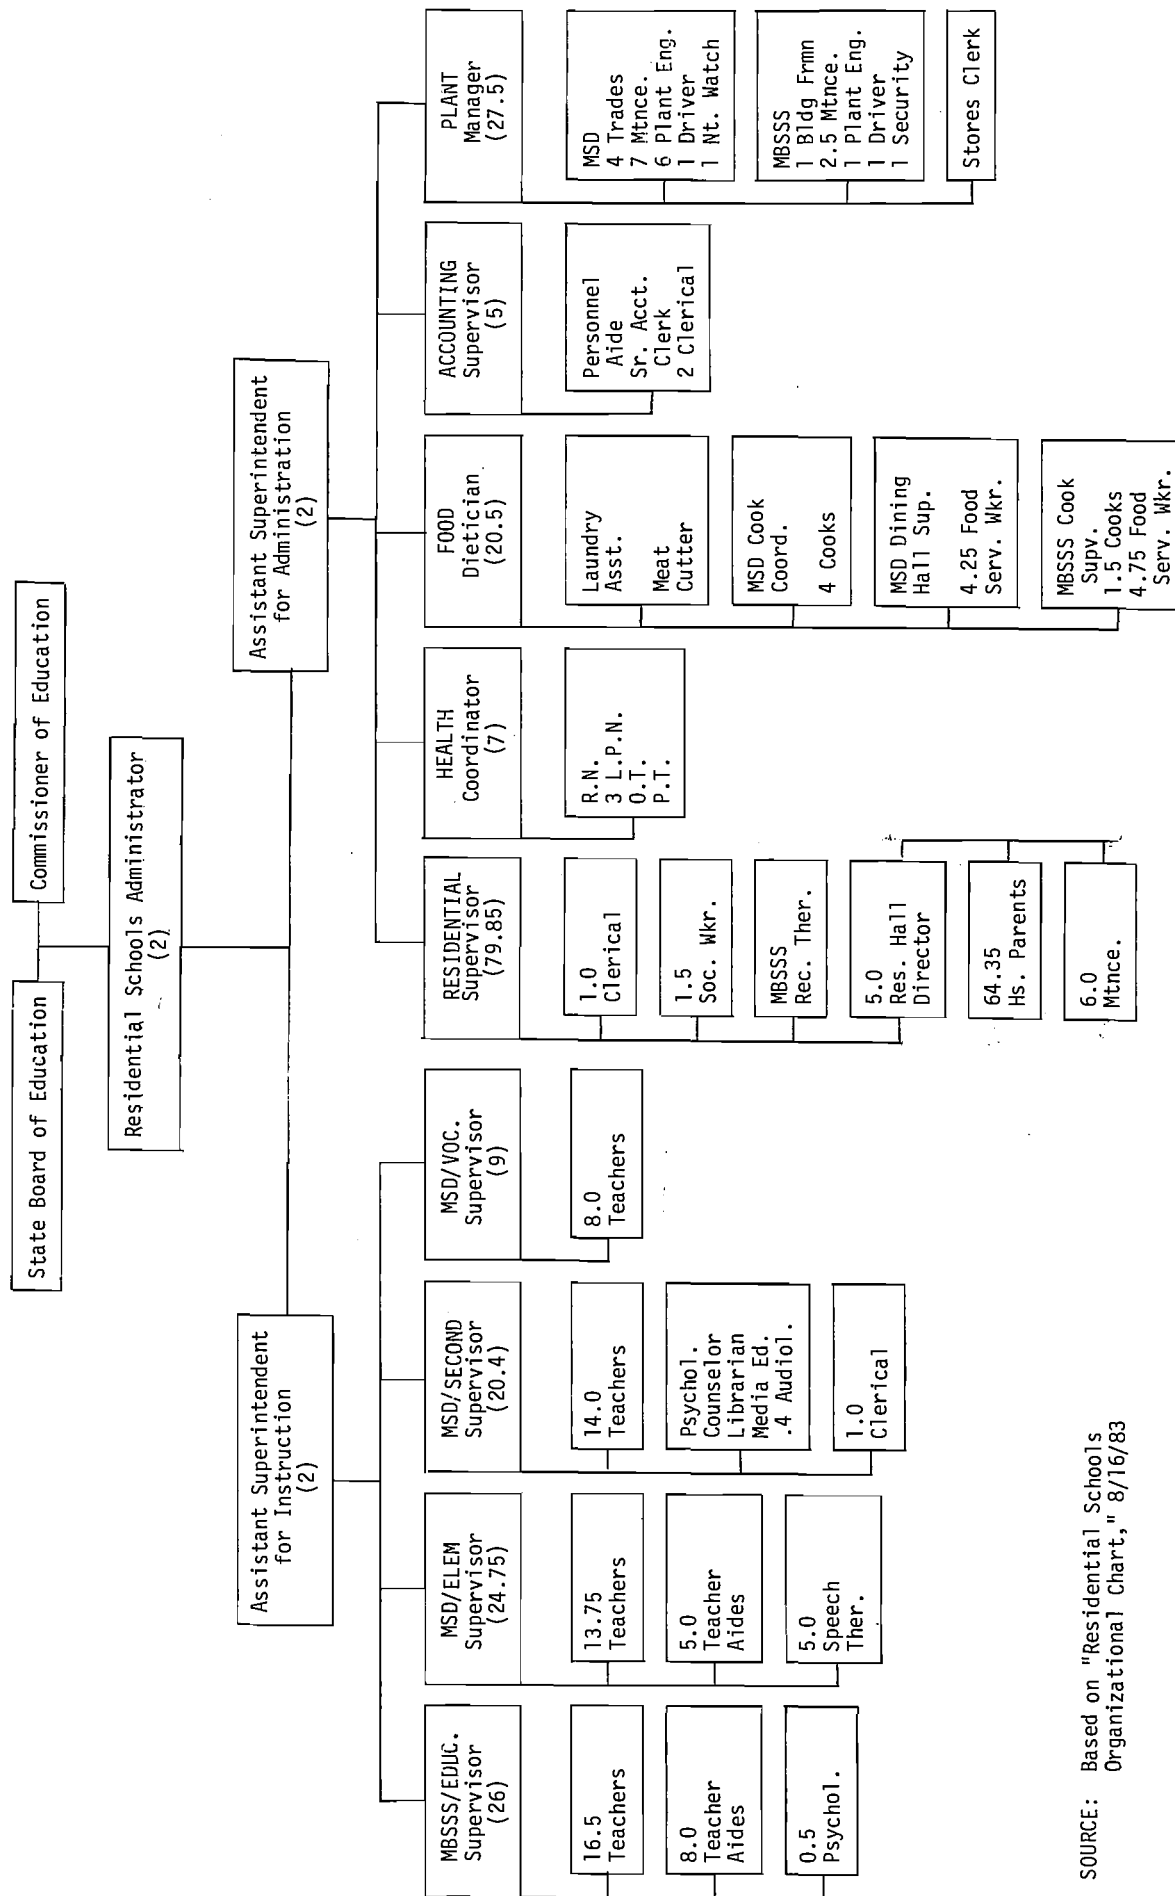 State Board of Education
Commissioner of Education
Residential Schools Administrator
(2)
Assistant Superintendent
for Instruction
(2)
Assistant Superintendent
for Administration
(2)
MBSSS/EDUC.
Supervisor
(26)
16.5
Teachers
8.0
Teacher
Aides
0.5
Psychol.
MSD/ELEM
Supervisor
(24.75)
13.75
Teachers
5.0
Teacher
Aides
5.0
Speech
Ther.
MSD/SECOND
Supervisor
(20.4)
14.0
Teachers
Psychol.
Counselor
Librarian
Media Ed.
.4 Audiol.
1.0
Clerical
MSD/VOC.
Supervisor
(9)
8.0
Teachers
RESIDENTIAL
Supervisor
(79.85)
1.0
Clerical
1.5
Soc. Wkr.
MBSSS
Rec. Ther.
5.0
Res. Hall
Director
64.35
Hs. Parents
6.0
Mtnce.
HEALTH
Coordinator
(7)
R.N.
3 L.P.N.
O.T.
P.T.
FOOD
Dietician
(20.5)
Laundry
Asst.
Meat
Cutter
MSD Cook
Coord.
4 Cooks
MSD Dining
Hall Sup.
4.25 Food
Serv. Wkr.
MBSSS Cook
Supv.
1.5 Cooks
4.75 Food
Serv. Wkr.
ACCOUNTING
Supervisor
(5)
Personnel
Aide
Sr. Acct.
Clerk
2 Clerical
PLANT
Manager
(27.5)
MSD
4 Trades
7 Mtnce.
6 Plant Eng.
1 Driver
1 Nt. Watch
MBSSS
1 Bldg Frmn
2.5 Mtnce.
1 Plant Eng.
1 Driver
1 Security
Stores Clerk
SOURCE: Based on "Residential Schools
Organizational Chart," 8/16/83